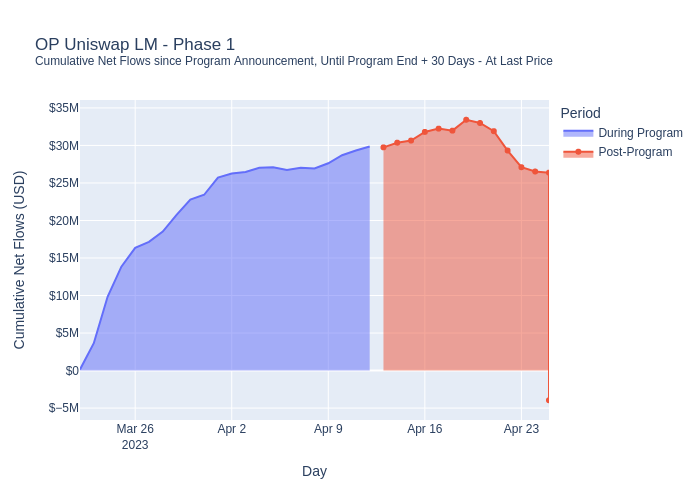 OP Uniswap LM - Phase 1
Cumulative Net Flows since Program Announcement, Until Program End + 30 Days - At Last Price
Period
During Program
Post-Program
Cumulative Net Flows (USD)
$35M
$30M
$25M
$20M
$15M
$10M
$5M
$0
$−5M
Mar 26
2023
Apr 2
Apr 9
Apr 16
Apr 23
Day